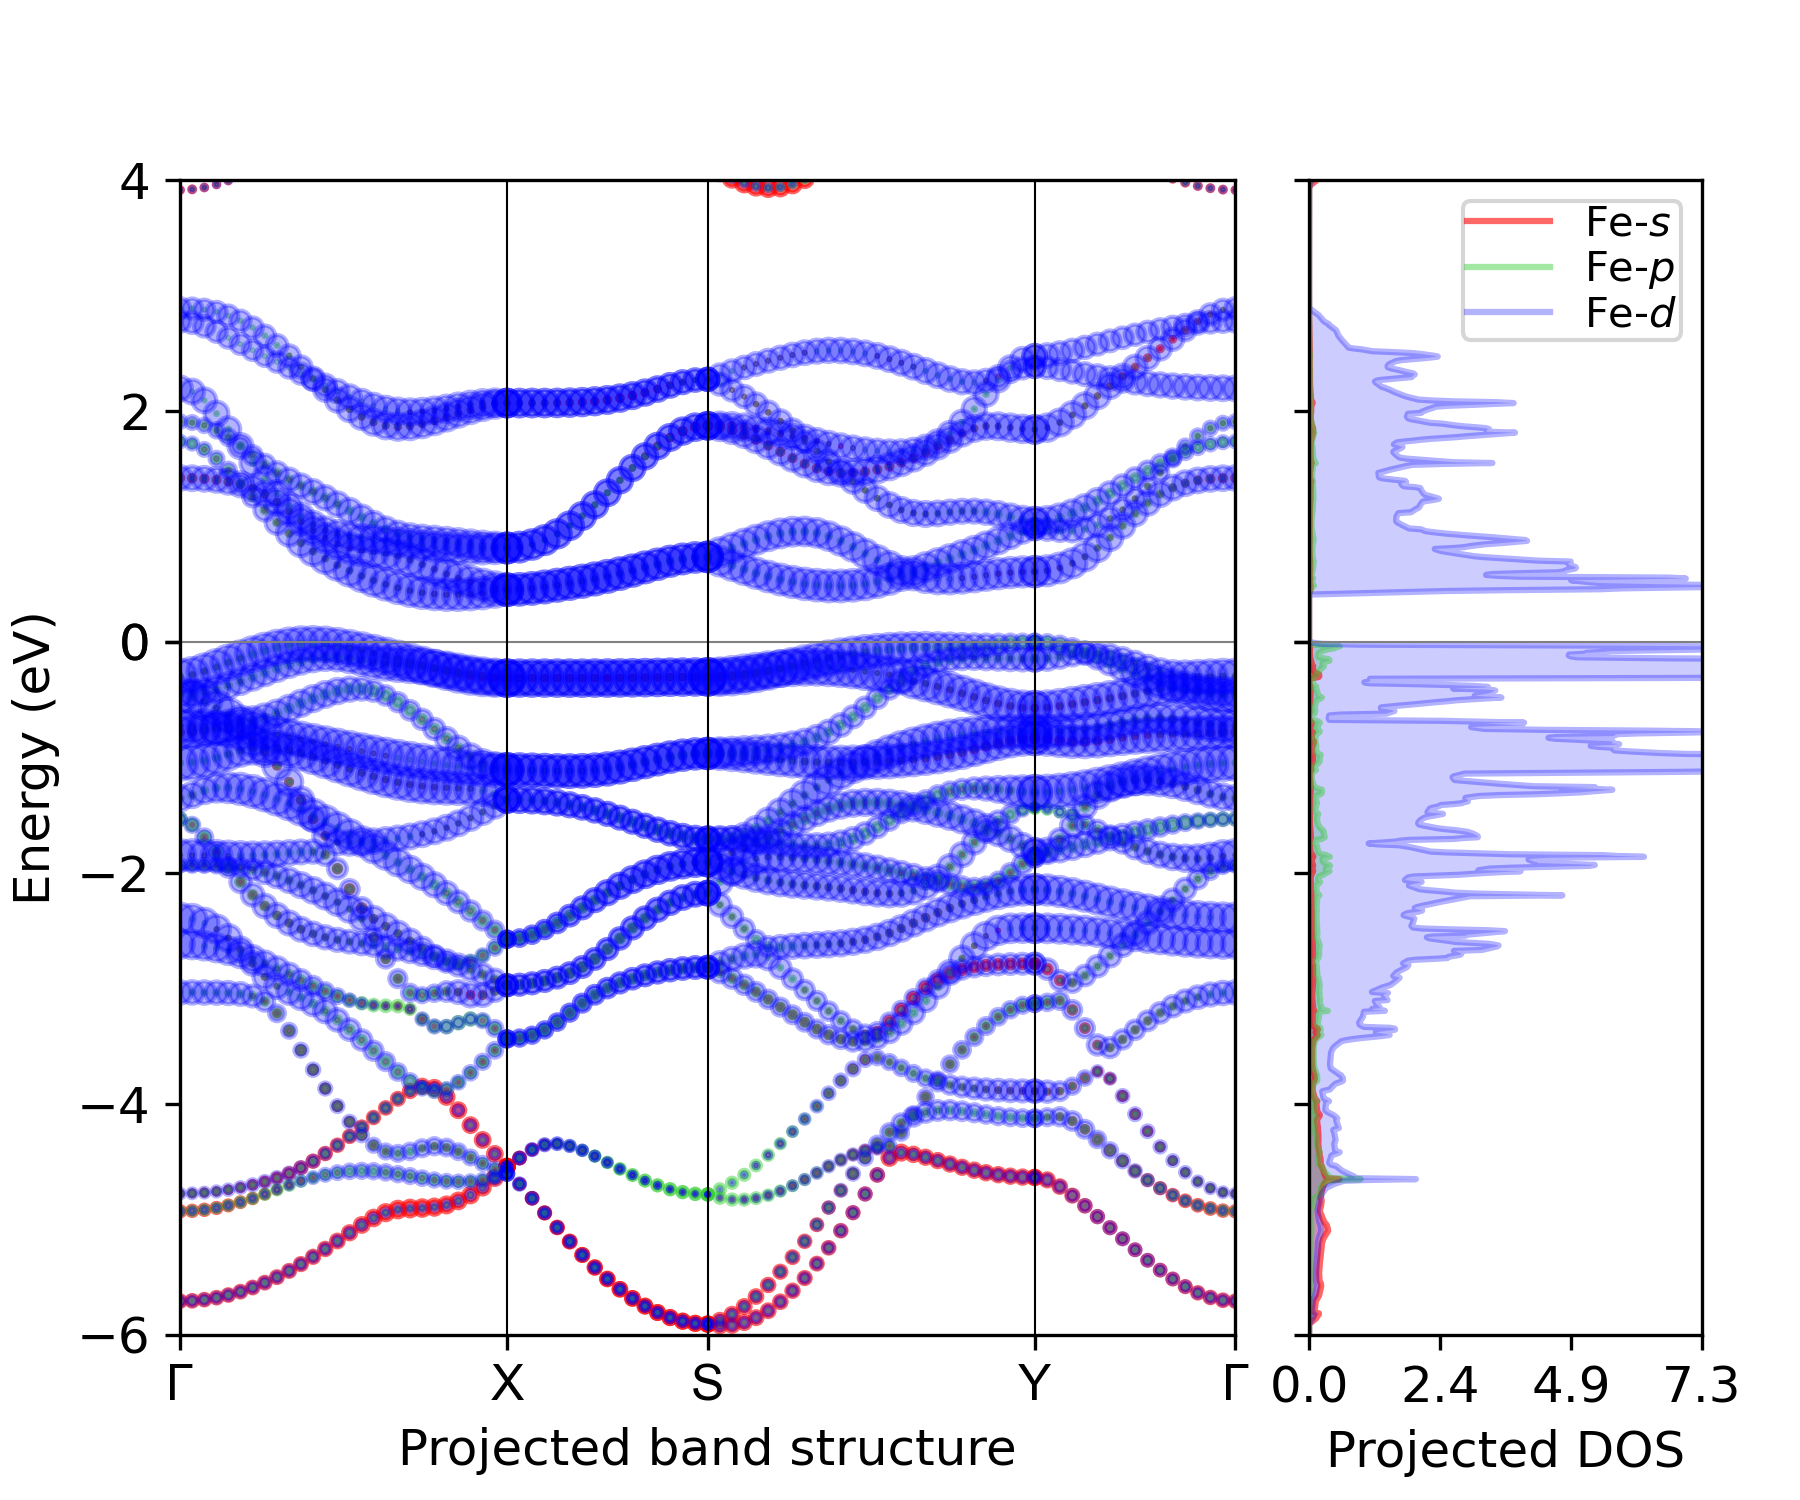 4
2
0
−2
−4
−6
Energy (eV)
Γ X S Y Γ
Projected band structure
Fe-s
Fe-p
Fe-d
0.0 2.4 4.9 7.3
Projected DOS